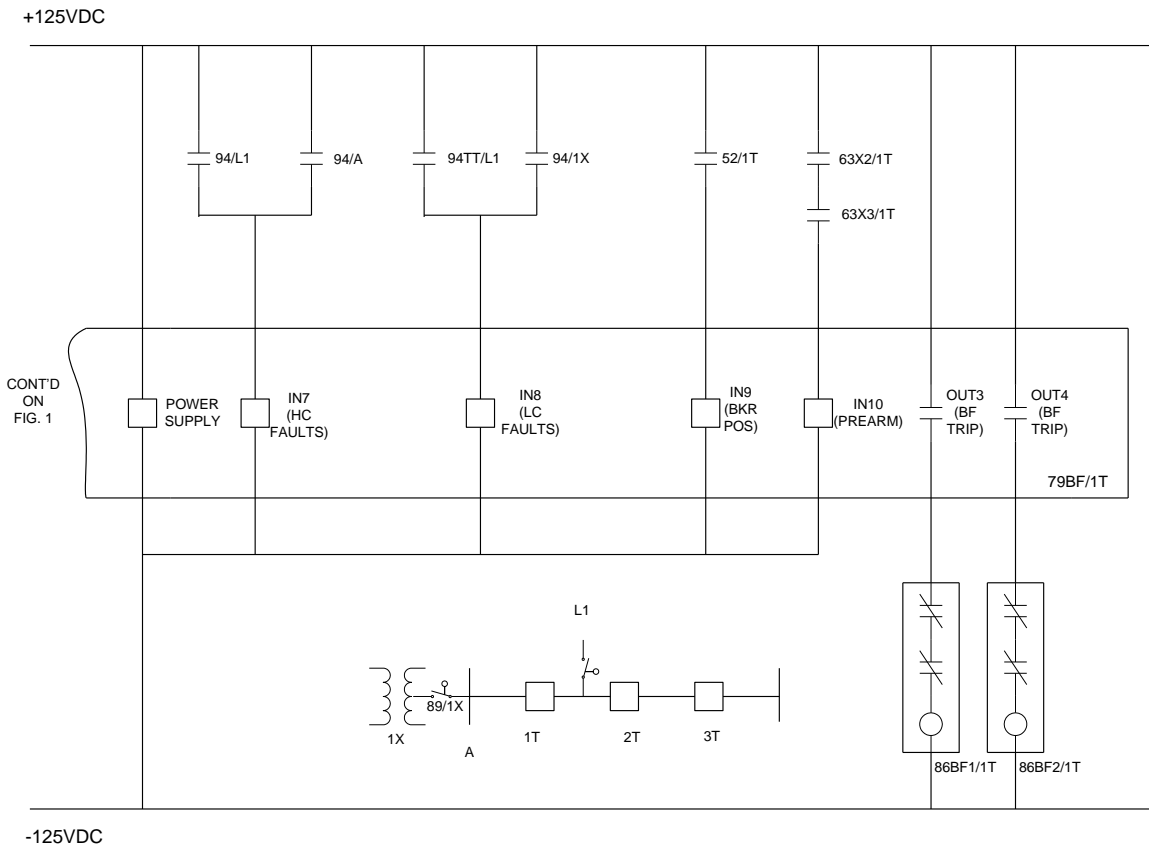 +125VDC
94/L1
94/A
94TT/L1
94/1X
52/1T
63X2/1T
63X3/1T
CONT'D
ON
FIG. 1
POWER
SUPPLY
IN7
(HC
FAULTS)
IN8
(LC
FAULTS)
IN9
(BKR
POS)
IN10
(PREARM)
OUT3
(BF
TRIP)
OUT4
(BF
TRIP)
79BF/1T
L1
89/1X
1X
A
1T
2T
3T
86BF1/1T
86BF2/1T
-125VDC